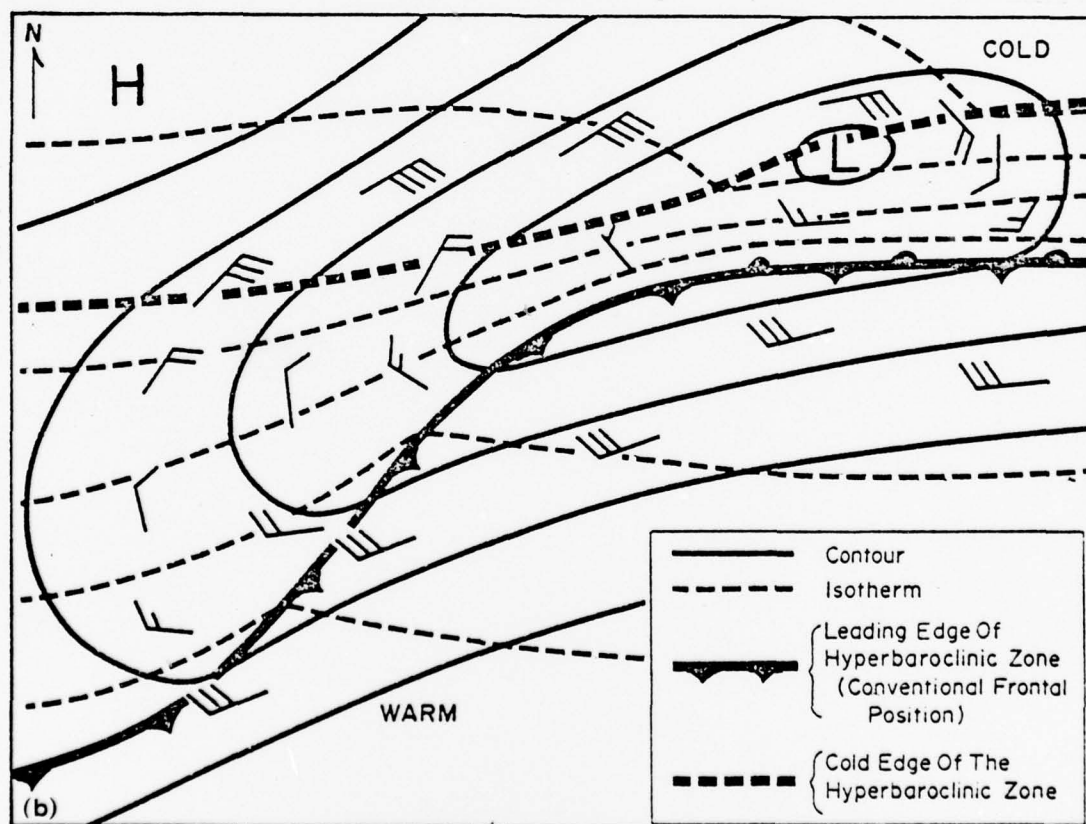 N
H
COLD
L
WARM
Contour
Isotherm
Leading Edge Of
Hyperbaroclinic Zone
(Conventional Frontal
Position)
Cold Edge Of The
Hyperbaroclinic Zone
(b)